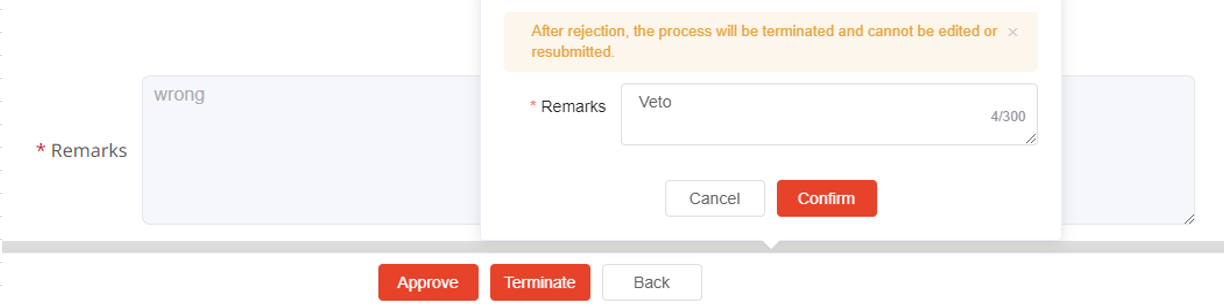 After rejection, the process will be terminated and cannot be edited or ×
resubmitted.
wrong
* Remarks
* Remarks
Veto
4/300
Cancel
Confirm
Approve
Terminate
Back